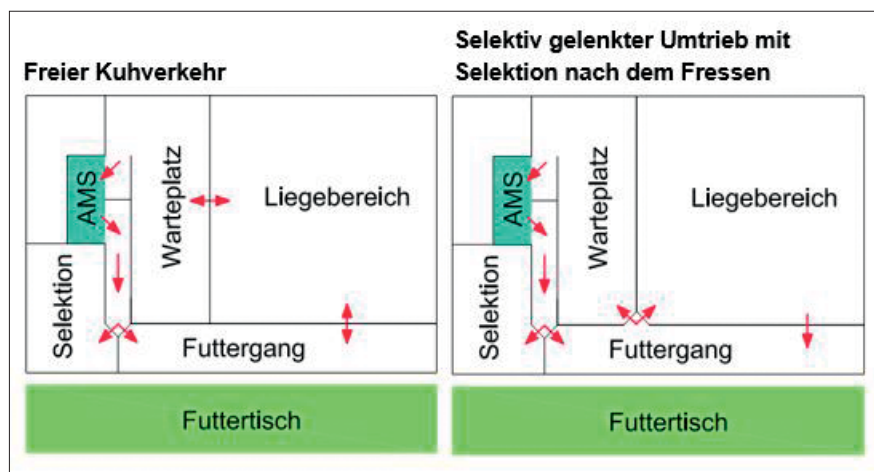 Freier Kuhverkehr
AMS
Warteplatz
Liegebereich
Selektion
Futtergang
Futtertisch
Selektiv gelenkter Umtrieb mit
Selektion nach dem Fressen
AMS
Warteplatz
Liegebereich
Selektion
Futtergang
Futtertisch